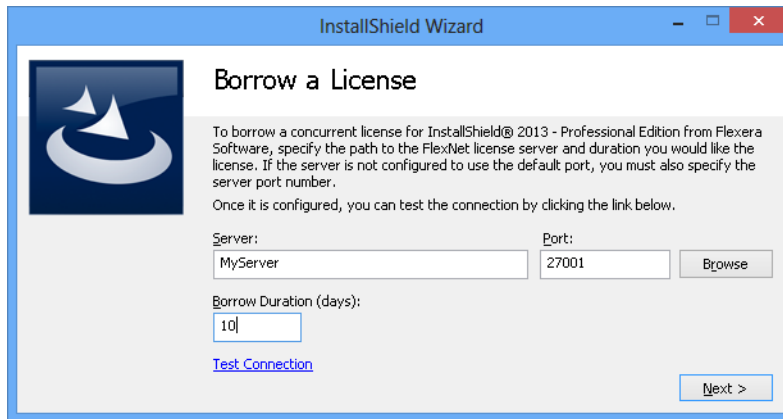 InstallShield Wizard
Borrow a License
To borrow a concurrent license for InstallShield® 2013 - Professional Edition from Flexera
Software, specify the path to the FlexNet license server and duration you would like the
license. If the server is not configured to use the default port, you must also specify the
server port number.
Once it is configured, you can test the connection by clicking the link below.
Server: Port:
MyServer 27001 Browse
Borrow Duration (days):
10
Test Connection
Next >